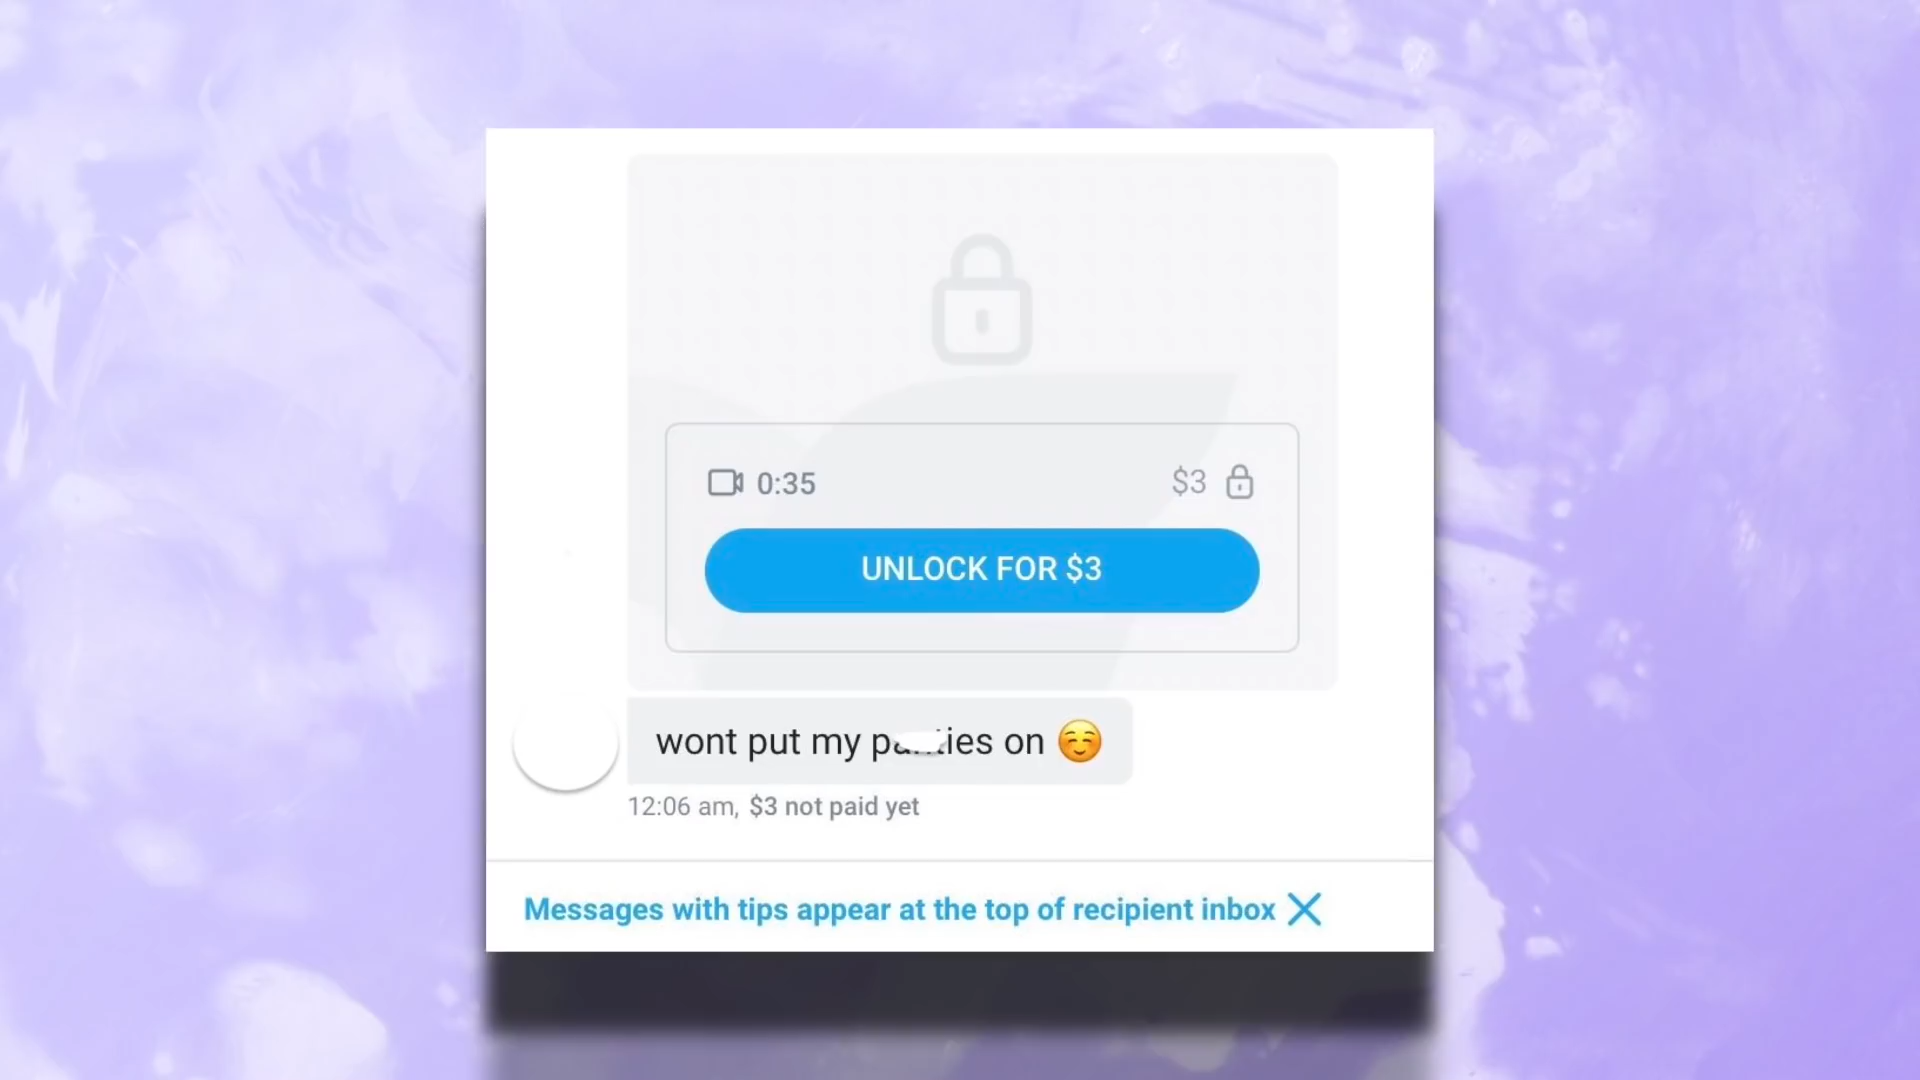 0:35
$3
UNLOCK FOR $3
wont put my on ☺️
12:06 am, $3 not paid yet
Messages with tips appear at the top of recipient inbox